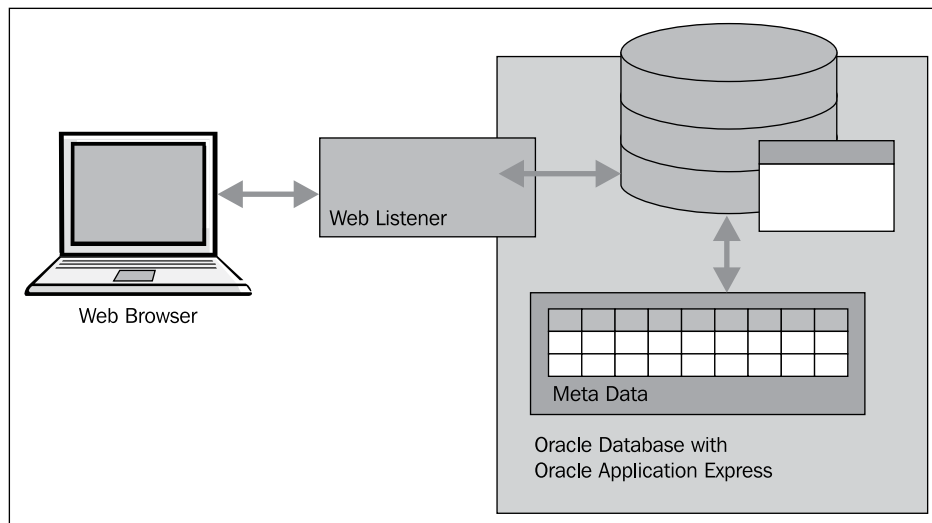 Web Browser
Web Listener
Meta Data
Oracle Database with
Oracle Application Express